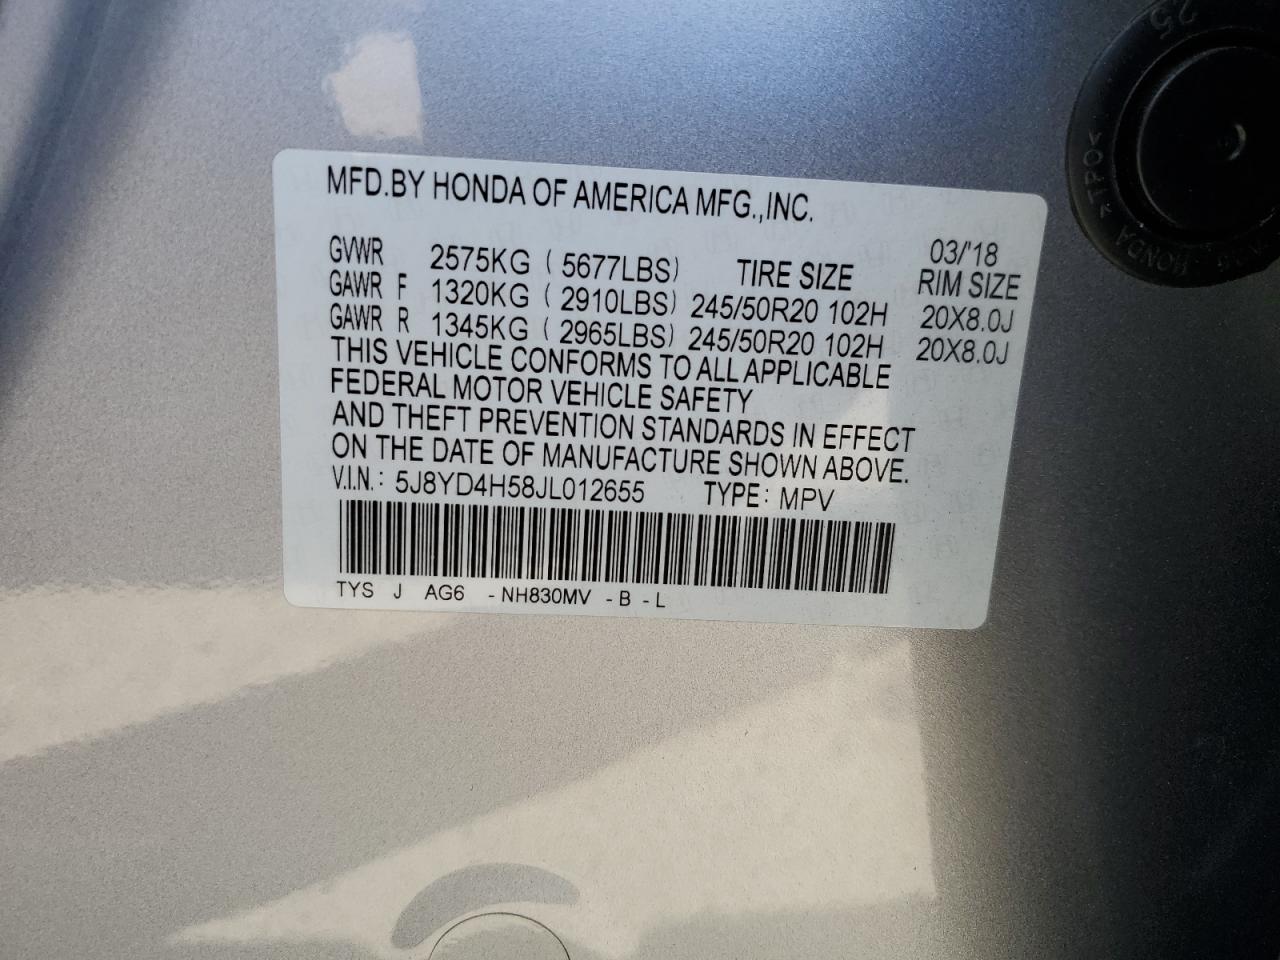 MFD.BY HONDA OF AMERICA MFG.,INC.
03/'18
GVWR 2575KG ( 5677LBS) TIRE SIZE RIM SIZE
GAWR F 1320KG ( 2910LBS) 245/50R20 102H 20X8.0J
GAWR R 1345KG ( 2965LBS) 245/50R20 102H 20X8.0J
THIS VEHICLE CONFORMS TO ALL APPLICABLE
FEDERAL MOTOR VEHICLE SAFETY
AND THEFT PREVENTION STANDARDS IN EFFECT
ON THE DATE OF MANUFACTURE SHOWN ABOVE.
V.I.N.: 5J8YD4H58JL012655 TYPE: MPV
TYS J AG6 -NH830MV -B -L
25
*TPO<
HONDA